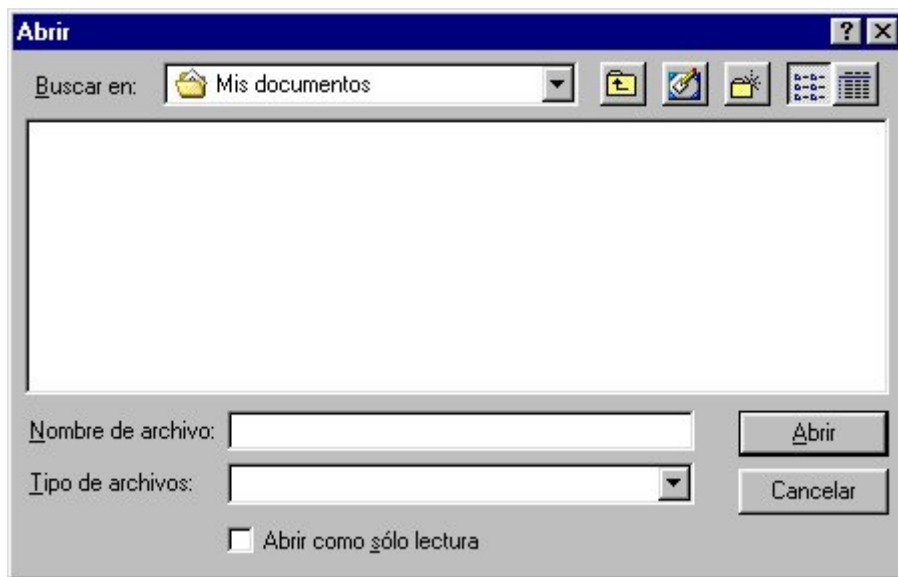 Abrir
Buscar en: Mis documentos
Nombre de archivo:
Abrir
Tipo de archivos:
Cancelar
Abrir como sólo lectura